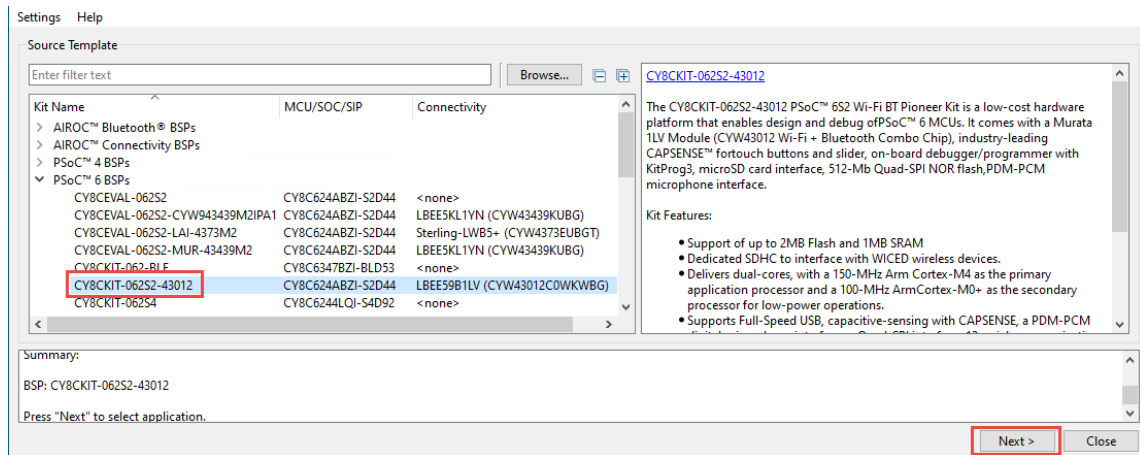 Settings Help
Source Template
Enter filter text
Browse...
Kit Name MCU/SOC/SIP Connectivity
AIROC™ Bluetooth® BSPs
AIROC™ Connectivity BSPs
PSoC™ 4 BSPs
PSoC™ 6 BSPs
CY8CEVAL-062S2 CY8C624ABZI-S2D44 <none>
CY8CEVAL-062S2-CYW943439M2IPA1 CY8C624ABZI-S2D44 LBEE5KL1YN (CYW43439KUBG)
CY8CEVAL-062S2-LAI-4373M2 CY8C624ABZI-S2D44 Sterling-LWB5+ (CYW4373EUBGT)
CY8CEVAL-062S2-MUR-43439M2 CY8C624ABZI-S2D44 LBEE5KL1YN (CYW43439KUBG)
CY8CKIT-062-BLE CY8C6347BZI-BLD53 <none>
CY8CKIT-062S2-43012 CY8C624ABZI-S2D44 LBEE59B1LV (CYW43012C0WKWBG)
CY8CKIT-062S4 CY8C6244LQI-S4D92 <none>
CY8CKIT-062S2-43012
The CY8CKIT-062S2-43012 PSoC™ 6S2 Wi-Fi BT Pioneer Kit is a low-cost hardware
platform that enables design and debug ofPSoC™ 6 MCUs. It comes with a Murata
1LV Module (CYW43012 Wi-Fi + Bluetooth Combo Chip), industry-leading
CAPSENSE™ fortouch buttons and slider, on-board debugger/programmer with
KitProg3, microSD card interface, 512-Mb Quad-SPI NOR flash,PDM-PCM
microphone interface.
Kit Features:
● Support of up to 2MB Flash and 1MB SRAM
● Dedicated SDHC to interface with WICED wireless devices.
● Delivers dual-cores, with a 150-MHz Arm Cortex-M4 as the primary
application processor and a 100-MHz ArmCortex-M0+ as the secondary
processor for low-power operations.
● Supports Full-Speed USB, capacitive-sensing with CAPSENSE, a PDM-PCM
Summary:
BSP: CY8CKIT-062S2-43012
Press "Next" to select application.
Next > Close